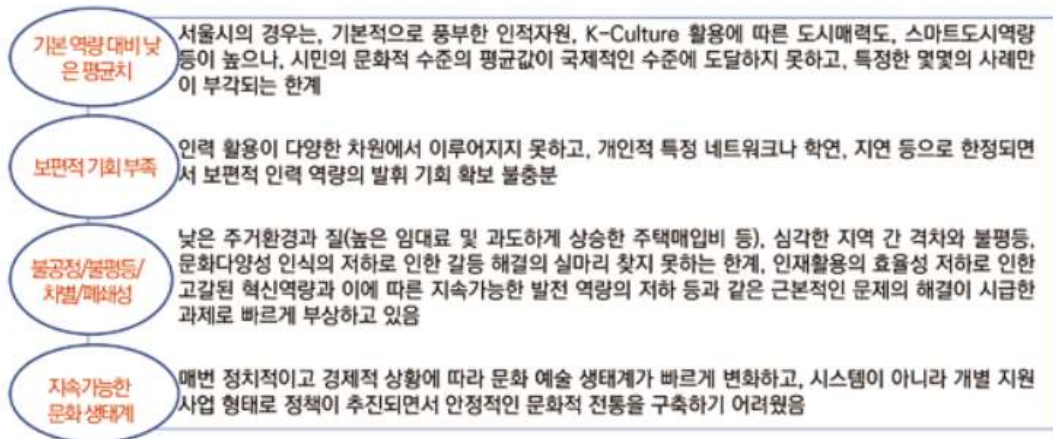 기본 역량 대비 낮
은 평균치
서울시의 경우는, 기본적으로 풍부한 인적자원, K-Culture 활용에 따른 도시매력도, 스마트도시역량
등이 높으나, 시민의 문화적 수준의 평균값이 국제적인 수준에 도달하지 못하고, 특정한 몇몇의 사례만
이 부각되는 한계
보편적 기회 부족
인력 활용이 다양한 차원에서 이루어지지 못하고, 개인적 특정 네트워크나 학연, 지연 등으로 한정되면
서 보편적 인력 역량의 발휘 기회 확보 불충분
불공정/불평등/
차별/폐쇄성
낮은 주거환경과 질(높은 임대료 및 과도하게 상승한 주택매입비 등), 심각한 지역 간 격차와 불평등,
문화다양성 인식의 저하로 인한 갈등 해결의 실마리 찾지 못하는 한계, 인재활용의 효율성 저하로 인한
고갈된 혁신역량과 이에 따른 지속가능한 발전 역량의 저하 등과 같은 근본적인 문제의 해결이 시급한
과제로 빠르게 부상하고 있음
지속가능한
문화 생태계
매번 정치적이고 경제적 상황에 따라 문화 예술 생태계가 빠르게 변화하고, 시스템이 아니라 개별 지원
사업 형태로 정책이 추진되면서 안정적인 문화적 전통을 구축하기 어려웠음